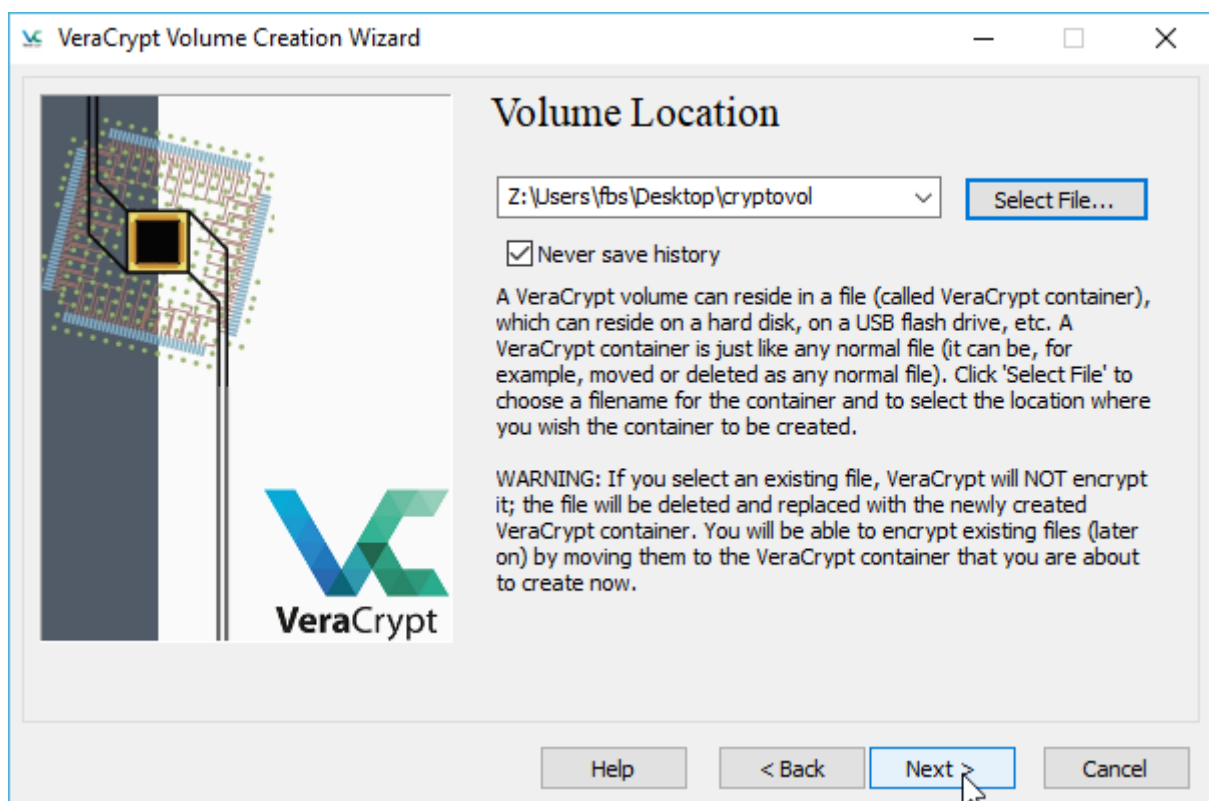 VeraCrypt Volume Creation Wizard
Volume Location
Z:\Users\fbs\Desktop\cryptovol
Select File...
Never save history
A VeraCrypt volume can reside in a file (called VeraCrypt container),
which can reside on a hard disk, on a USB flash drive, etc. A
VeraCrypt container is just like any normal file (it can be, for
example, moved or deleted as any normal file). Click 'Select File' to
choose a filename for the container and to select the location where
you wish the container to be created.
WARNING: If you select an existing file, VeraCrypt will NOT encrypt
it; the file will be deleted and replaced with the newly created
VeraCrypt container. You will be able to encrypt existing files (later
on) by moving them to the VeraCrypt container that you are about
to create now.
VeraCrypt
Help
< Back
Next >
Cancel